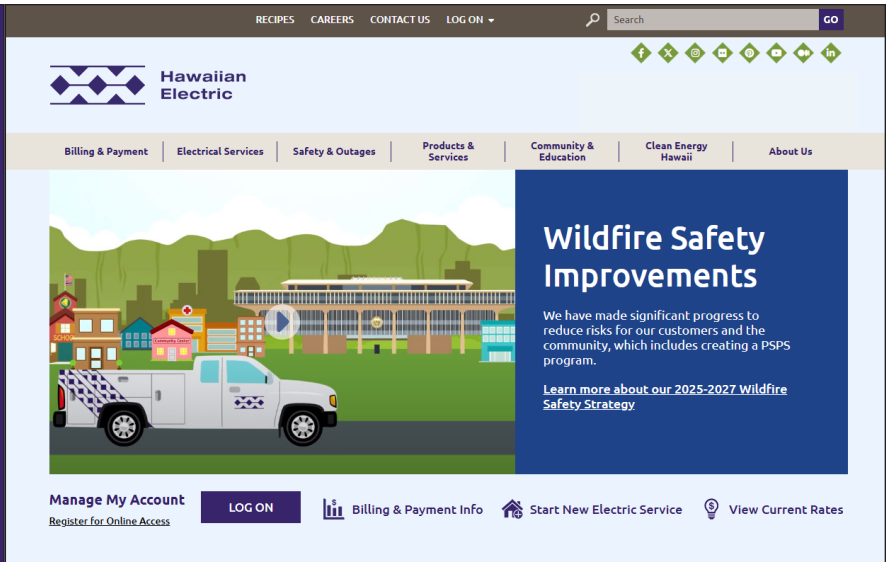 RECIPES CAREERS CONTACT US LOG ON Search GO
Hawaiian
Electric
Billing & Payment Electrical Services Safety & Outages Products & Services Community & Education Clean Energy Hawaii About Us
SCHOOL
Community Center
Wildfire Safety
Improvements
We have made significant progress to
reduce risks for our customers and the
community, which includes creating a PSPS
program.
Learn more about our 2025-2027 Wildfire
Safety Strategy
Manage My Account
Register for Online Access
LOG ON
Billing & Payment Info
Start New Electric Service
View Current Rates